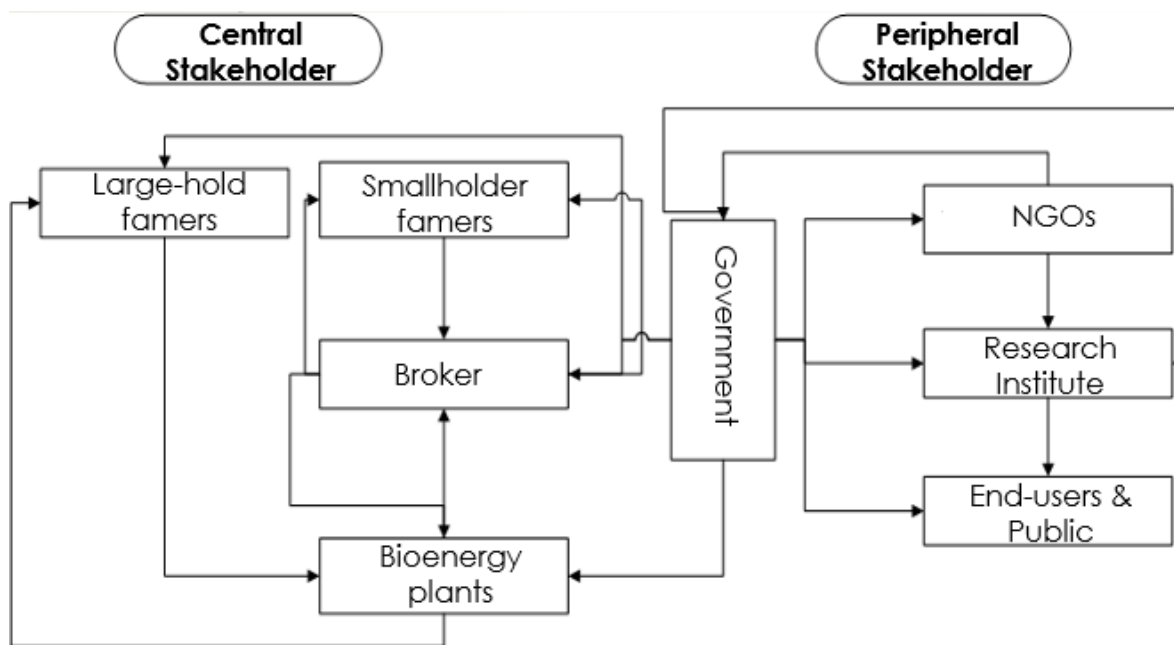 Central
Stakeholder
Peripheral
Stakeholder
Large-hold
famers
Smallholder
famers
Government
NGOs
Broker
Research
Institute
End-users &
Public
Bioenergy
plants